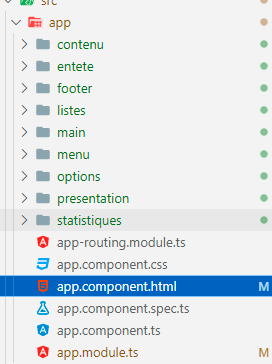 src
app
contenu
entete
footer
listes
main
menu
options
presentation
statistiques
app-routing.module.ts
app.component.css
app.component.html M
app.component.spec.ts
app.component.ts
app.module.ts M